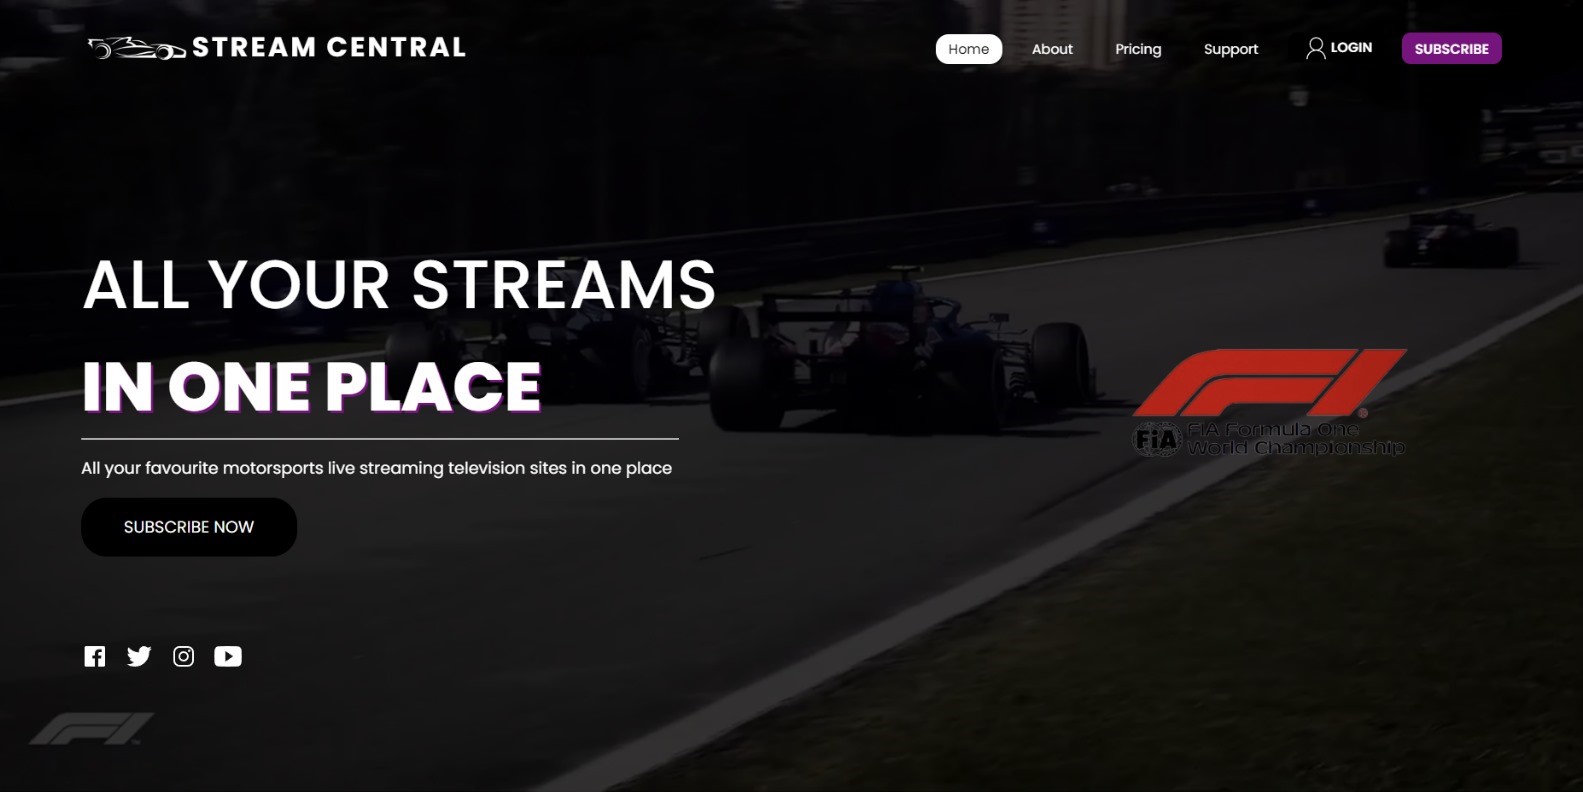 STREAM CENTRAL
Home About Pricing Support LOGIN SUBSCRIBE
ALL YOUR STREAMS
IN ONE PLACE
F1
FiA FIA Formula One
World Championship
All your favourite motorsports live streaming television sites in one place
SUBSCRIBE NOW
F1